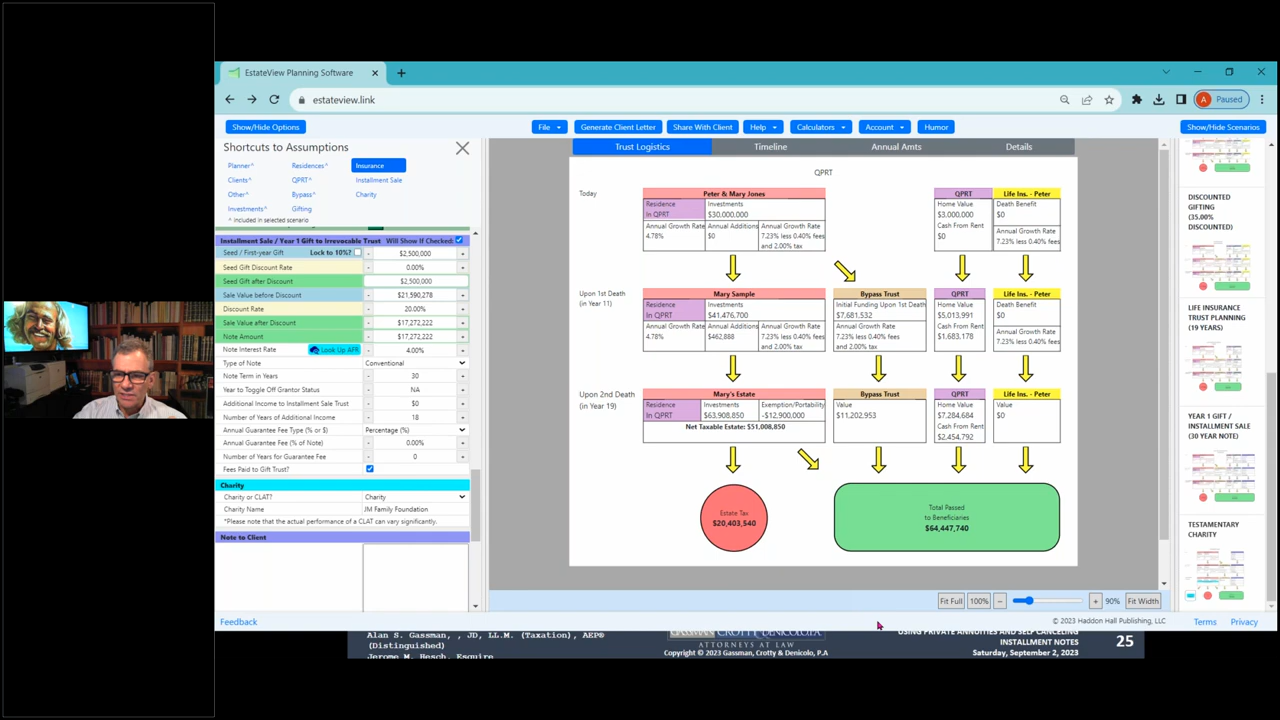 EstateView Planning Software
estateview.link
A Paused
Show/Hide Options
File
Generate Client Letter
Share With Client
Help
Calculators
Account
Humor
Show/Hide Scenarios
Shortcuts to Assumptions
Planner^ Residences^ Insurance
Clients^ QPRT^ Installment Sale
Other^ Bypass^ Charity
Investments^ Gifting
^ included in selected scenario
Installment Sale / Year 1 Gift to Irrevocable Trust Will Show If Checked:
Seed / First-year Gift Lock to 10%? - $2,500,000 +
Seed Gift Discount Rate - 0.00% +
Seed Gift after Discount $2,500,000
Sale Value before Discount - $21,590,278 +
Discount Rate - 20.00% +
Sale Value after Discount - $17,272,222 +
Note Amount - $17,272,222 +
Note Interest Rate Look Up AFR - 4.00% +
Type of Note Conventional
Note Term in Years - 30 +
Year to Toggle Off Grantor Status - NA +
Additional Income to Installment Sale Trust - $0 +
Number of Years of Additional Income - 18 +
Annual Guarantee Fee Type (% or $) Percentage (%)
Annual Guarantee Fee (% of Note) - 0.00% +
Number of Years for Guarantee Fee - 0 +
Fees Paid to Gift Trust?
Charity
Charity or CLAT? Charity
Charity Name JM Family Foundation
*Please note that the actual performance of a CLAT can vary significantly.
Note to Client
Feedback
Trust Logistics Timeline Annual Amts Details
QPRT
Today
Peter & Mary Jones
Residence
In QPRT
Investments
$30,000,000
Annual Growth Rate
4.78%
Annual Additions
$0
Annual Growth Rate
7.23% less 0.40% fees
and 2.00% tax
QPRT
Home Value
$3,000,000
Cash From Rent
$0
Life Ins. - Peter
Death Benefit
$0
Annual Growth Rate
7.23% less 0.40% fees
Upon 1st Death
(in Year 11)
Mary Sample
Residence
In QPRT
Investments
$41,476,700
Annual Growth Rate
4.78%
Annual Additions
$462,888
Annual Growth Rate
7.23% less 0.40% fees
and 2.00% tax
Bypass Trust
Initial Funding Upon 1st Death
$7,681,532
Annual Growth Rate
7.23% less 0.40% fees
and 2.00% tax
QPRT
Home Value
$5,013,991
Cash From Rent
$1,683,178
Life Ins. - Peter
Death Benefit
$0
Annual Growth Rate
7.23% less 0.40% fees
Upon 2nd Death
(in Year 19)
Mary's Estate
Residence
In QPRT
Investments
$63,908,850
Exemption/Portability
-$12,900,000
Net Taxable Estate: $51,008,850
Bypass Trust
Value
$11,202,953
QPRT
Home Value
$7,284,684
Cash From Rent
$2,454,792
Life Ins. - Peter
Value
$0
Estate Tax
$20,403,540
Total Passed
to Beneficiaries
$64,447,740
Fit Full 100% − + 90% Fit Width
© 2023 Haddon Hall Publishing, LLC
DISCOUNTED
GIFTING
(35.00%
DISCOUNTED)
LIFE INSURANCE
TRUST PLANNING
(19 YEARS)
YEAR 1 GIFT /
INSTALLMENT SALE
(30 YEAR NOTE)
TESTAMENTARY
CHARITY
Terms Privacy
Alan S. Gassman, , JD, LL.M. (Taxation), AEP®
(Distinguished)
Jerome M. Hesch, Esquire
GASSMAN, CROTTY & DENICOLO, P.A.
ATTORNEYS AT LAW
Copyright © 2023 Gassman, Crotty & Denicolo, P.A
USING PRIVATE ANNUITIES AND SELF CANCELING
INSTALLMENT NOTES
Saturday, September 2, 2023
25